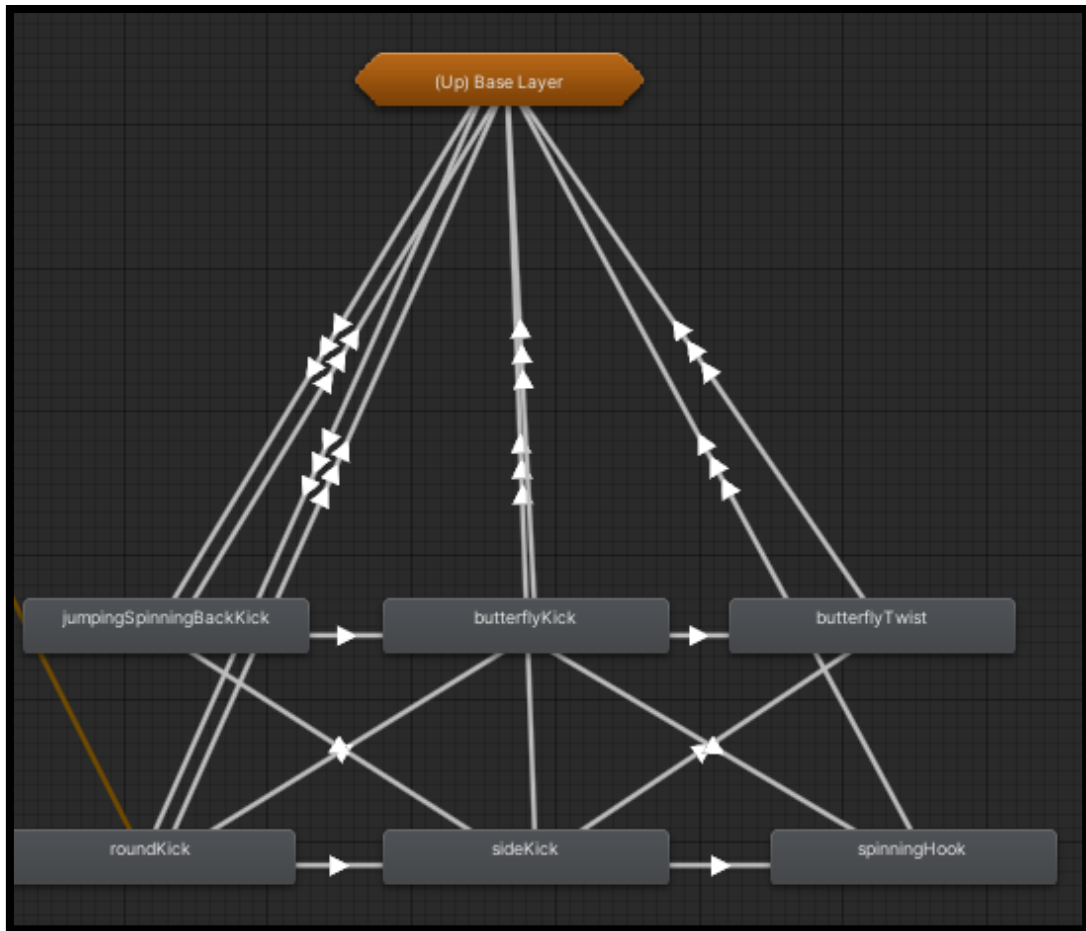 (Up) Base Layer
jumpingSpinningBackKick
butterflyKick
butterflyTwist
roundKick
sideKick
spinningHook